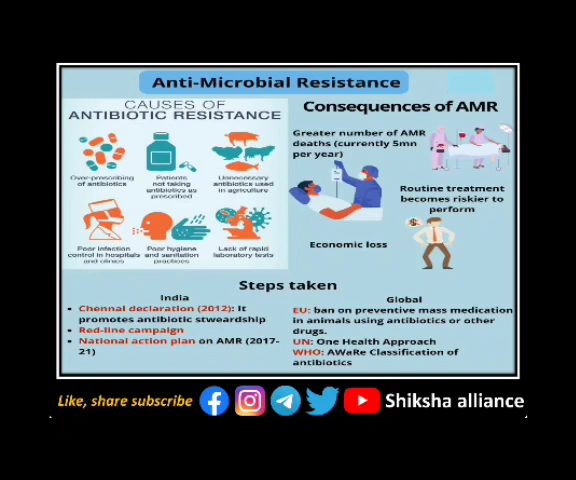 Anti-Microbial Resistance
CAUSES OF
ANTIBIOTIC RESISTANCE
Over-prescribing
of antibiotics
Patients
not taking
antibiotics as
prescribed
Unnecessary
antibiotics used
in agriculture
Poor infection
control in hospitals
and clinics
Poor hygiene
and sanitation
practices
Lack of rapid
laboratory tests
Consequences of AMR
Greater number of AMR
deaths (currently 5mn
per year)
Routine treatment
becomes riskier to
perform
Economic loss
Steps taken
India
• Chennai declaration (2012): It
promotes antibiotic stweardship
• Red-line campaign
• National action plan on AMR (2017-
21)
Global
EU: ban on preventive mass medication
in animals using antibiotics or other
drugs.
UN: One Health Approach
WHO: AWaRe Classification of
antibiotics
Like, share subscribe
Shiksha alliance